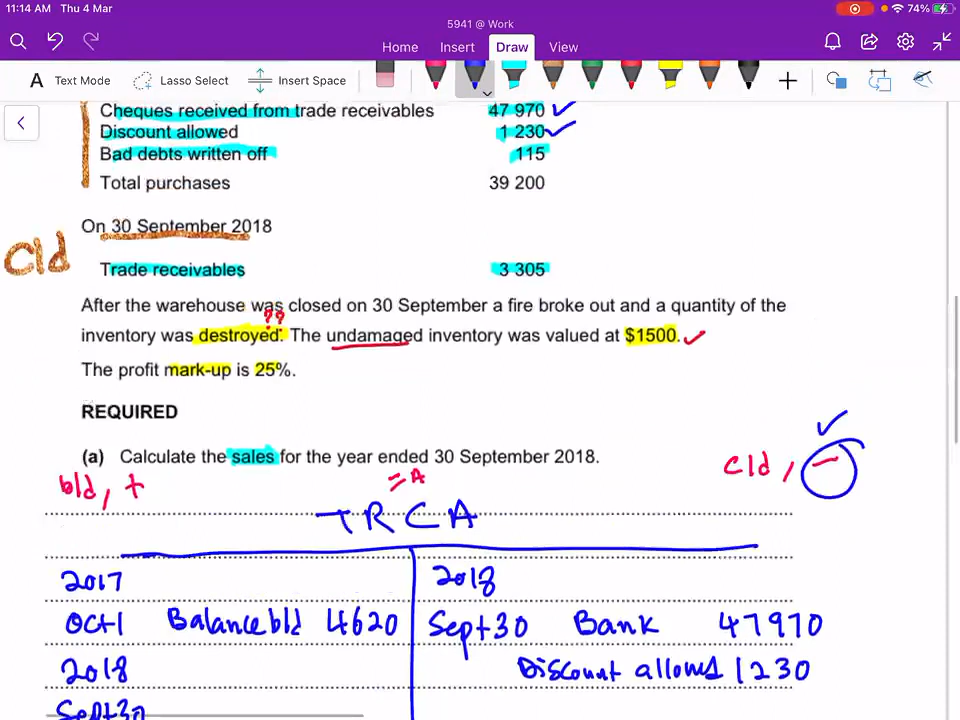 11:14 AM Thu 4 Mar
74%
5941 @ Work
Home Insert Draw View
A Text Mode Lasso Select Insert Space
Cheques received from trade receivables 47 970
Discount allowed 1 230
Bad debts written off 115
Total purchases 39 200
On 30 September 2018
Cld
Trade receivables 3 305
After the warehouse was closed on 30 September a fire broke out and a quantity of the
??
inventory was destroyed. The undamaged inventory was valued at $1500.
The profit mark-up is 25%.
REQUIRED
(a) Calculate the sales for the year ended 30 September 2018.
bld, + = A cld, -
TRCA
2017 2018
Oct 1 Balance bld 4620 Sept 30 Bank 47970
2018 Discount allowed 1230
Sept 30